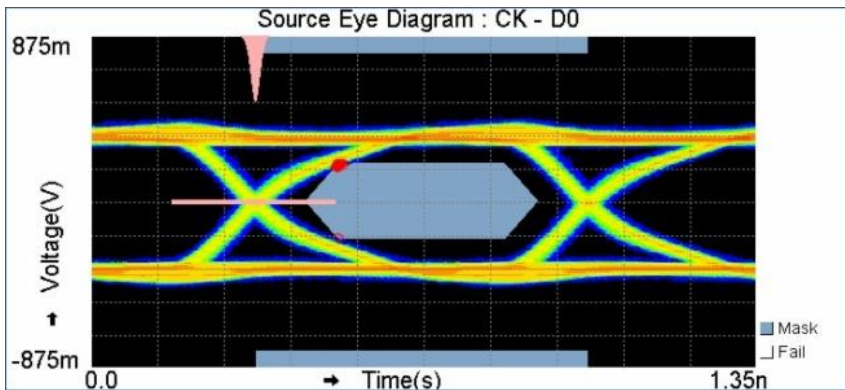 Source Eye Diagram : CK - D0
875m
Voltage(V)
-875m
0.0
Time(s)
1.35n
Mask
Fail